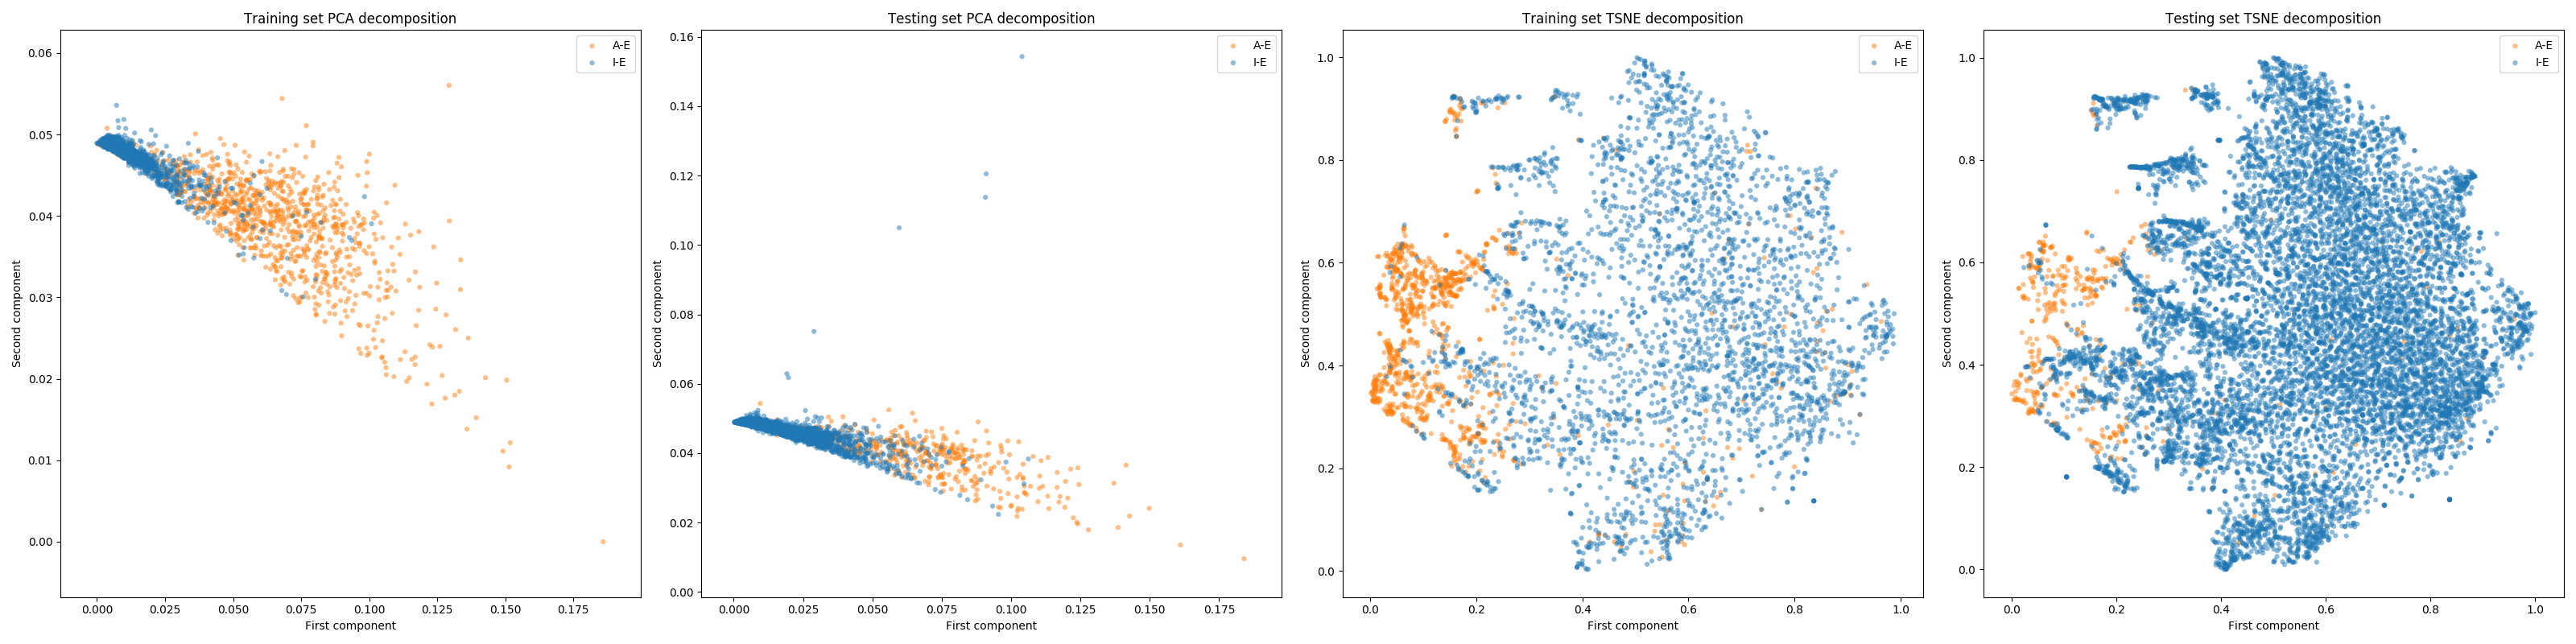 Training set PCA decomposition
A-E
I-E
0.06
0.05
0.04
0.03
0.02
0.01
0.00
Second component
0.000
0.025
0.050
0.075
0.100
0.125
0.150
0.175
First component
Testing set PCA decomposition
A-E
I-E
0.16
0.14
0.12
0.10
0.08
0.06
0.04
0.02
0.00
Second component
0.000
0.025
0.050
0.075
0.100
0.125
0.150
0.175
First component
Training set TSNE decomposition
A-E
I-E
1.0
0.8
0.6
0.4
0.2
0.0
Second component
0.0
0.2
0.4
0.6
0.8
1.0
First component
Testing set TSNE decomposition
A-E
I-E
1.0
0.8
0.6
0.4
0.2
0.0
Second component
0.0
0.2
0.4
0.6
0.8
1.0
First component